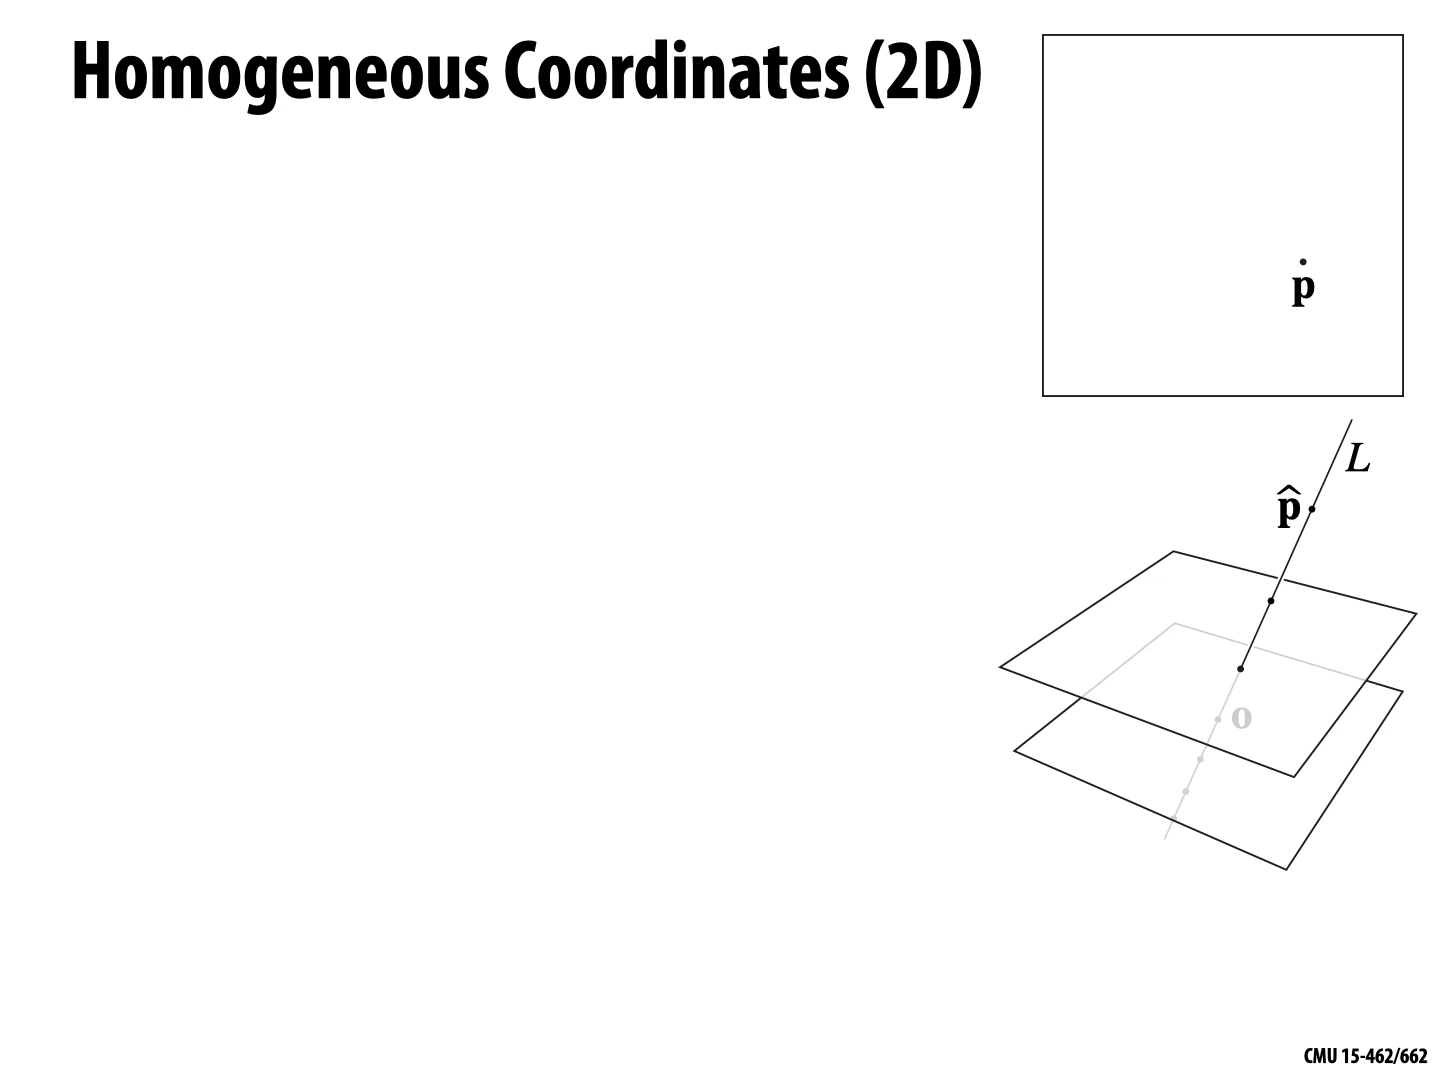 Homogeneous Coordinates (2D)
p
L
p̂
o
CMU 15-462/662